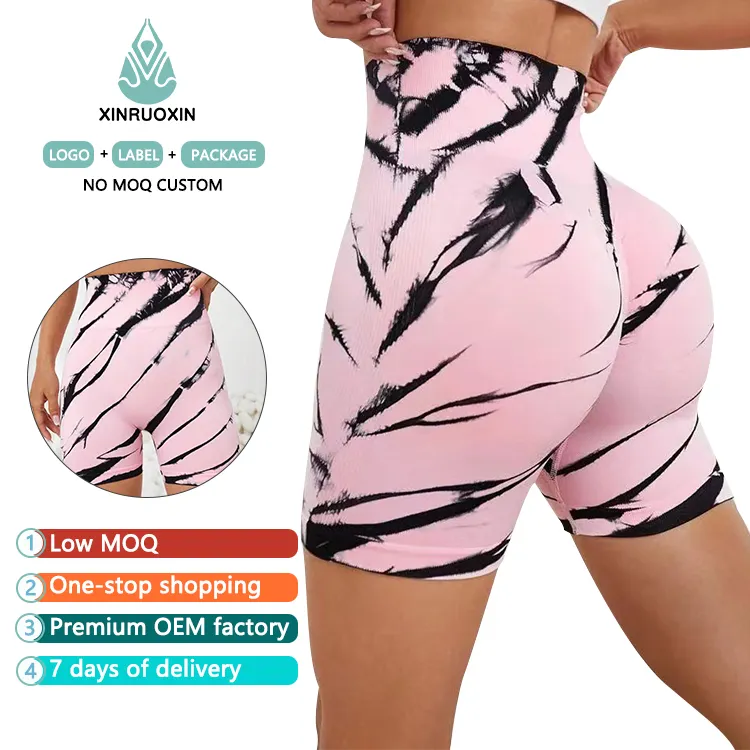 XINRUOXIN
LOGO + LABEL + PACKAGE
NO MOQ CUSTOM
1 Low MOQ
2 One-stop shopping
3 Premium OEM factory
4 7 days of delivery